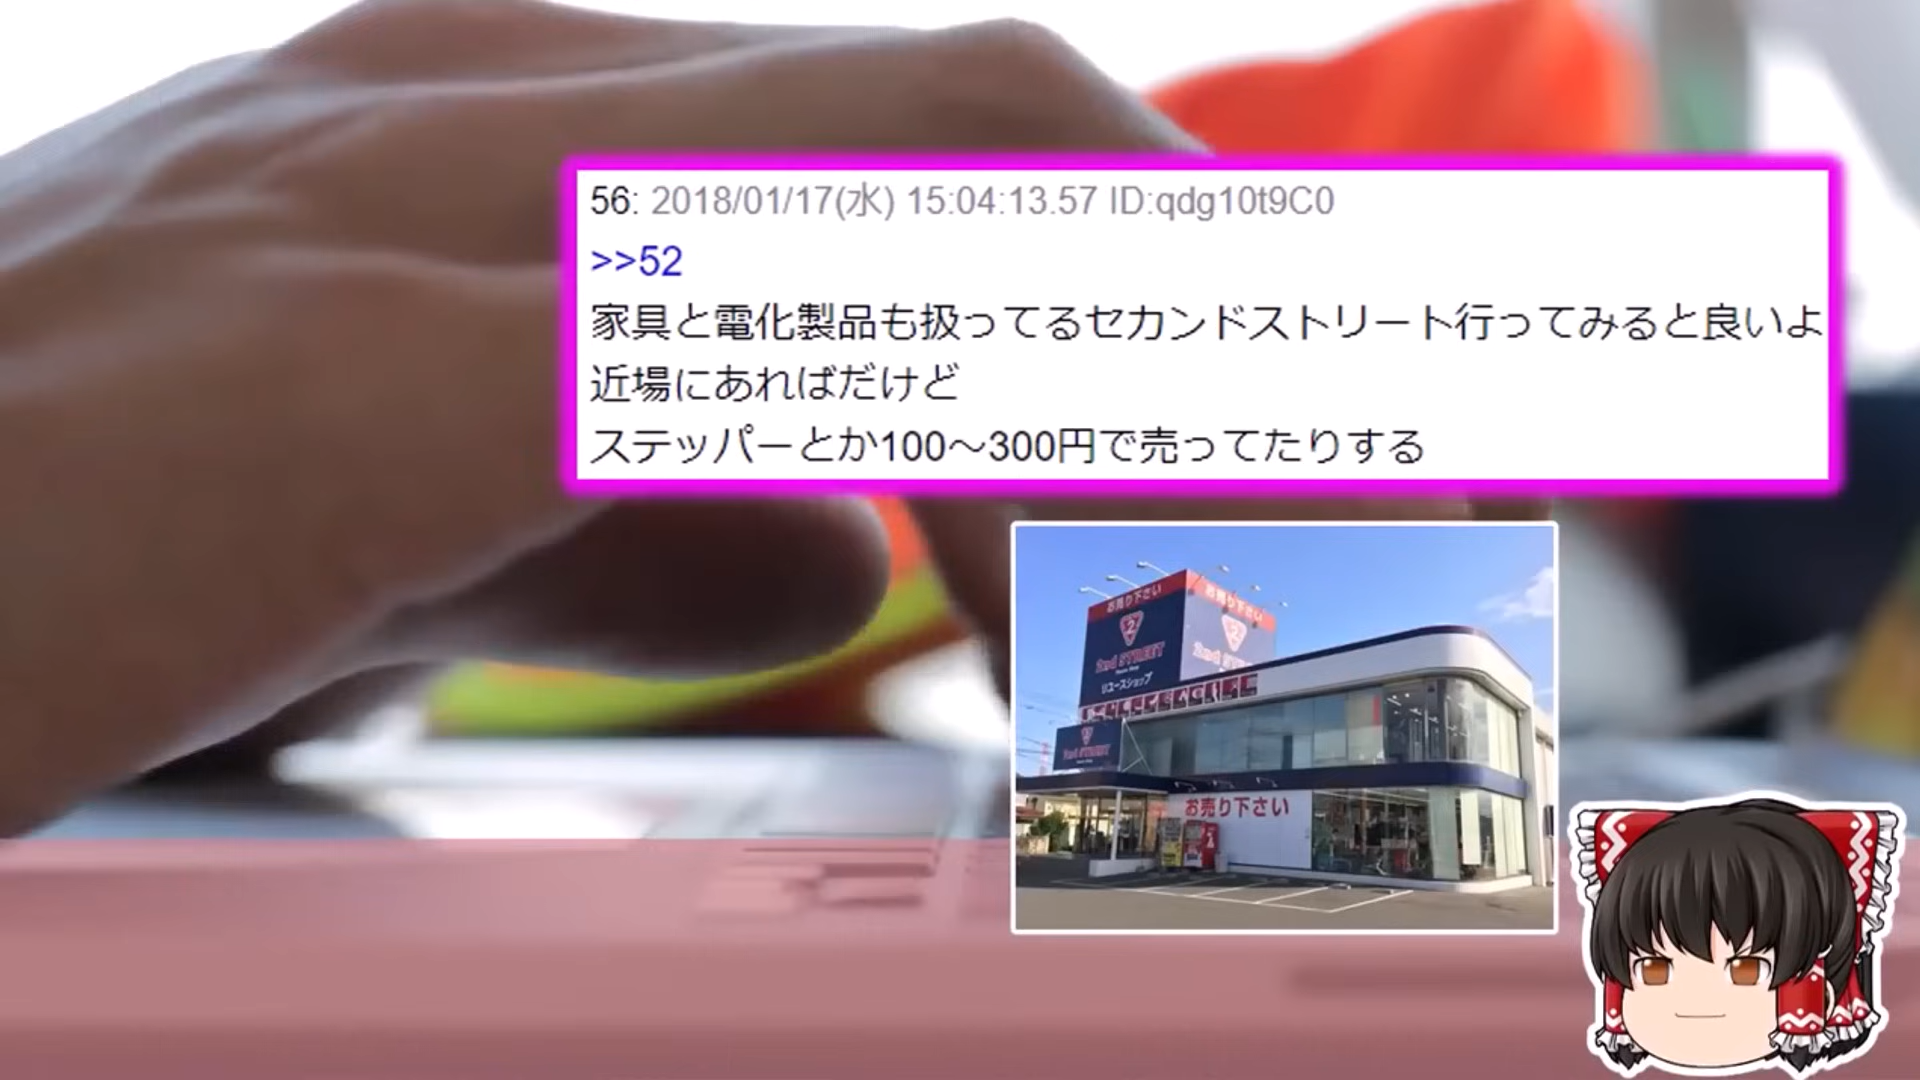 56: 2018/01/17(水) 15:04:13.57 ID:qdg10t9C0
>>52
家具と電化製品も扱ってるセカンドストリート行ってみると良いよ
近場にあればだけど
ステッパーとか100～300円で売ってたりする
お売り下さい
お売り下さい
2nd STREET
2nd STREET
リユースショップ
2nd STREET
お売り下さい